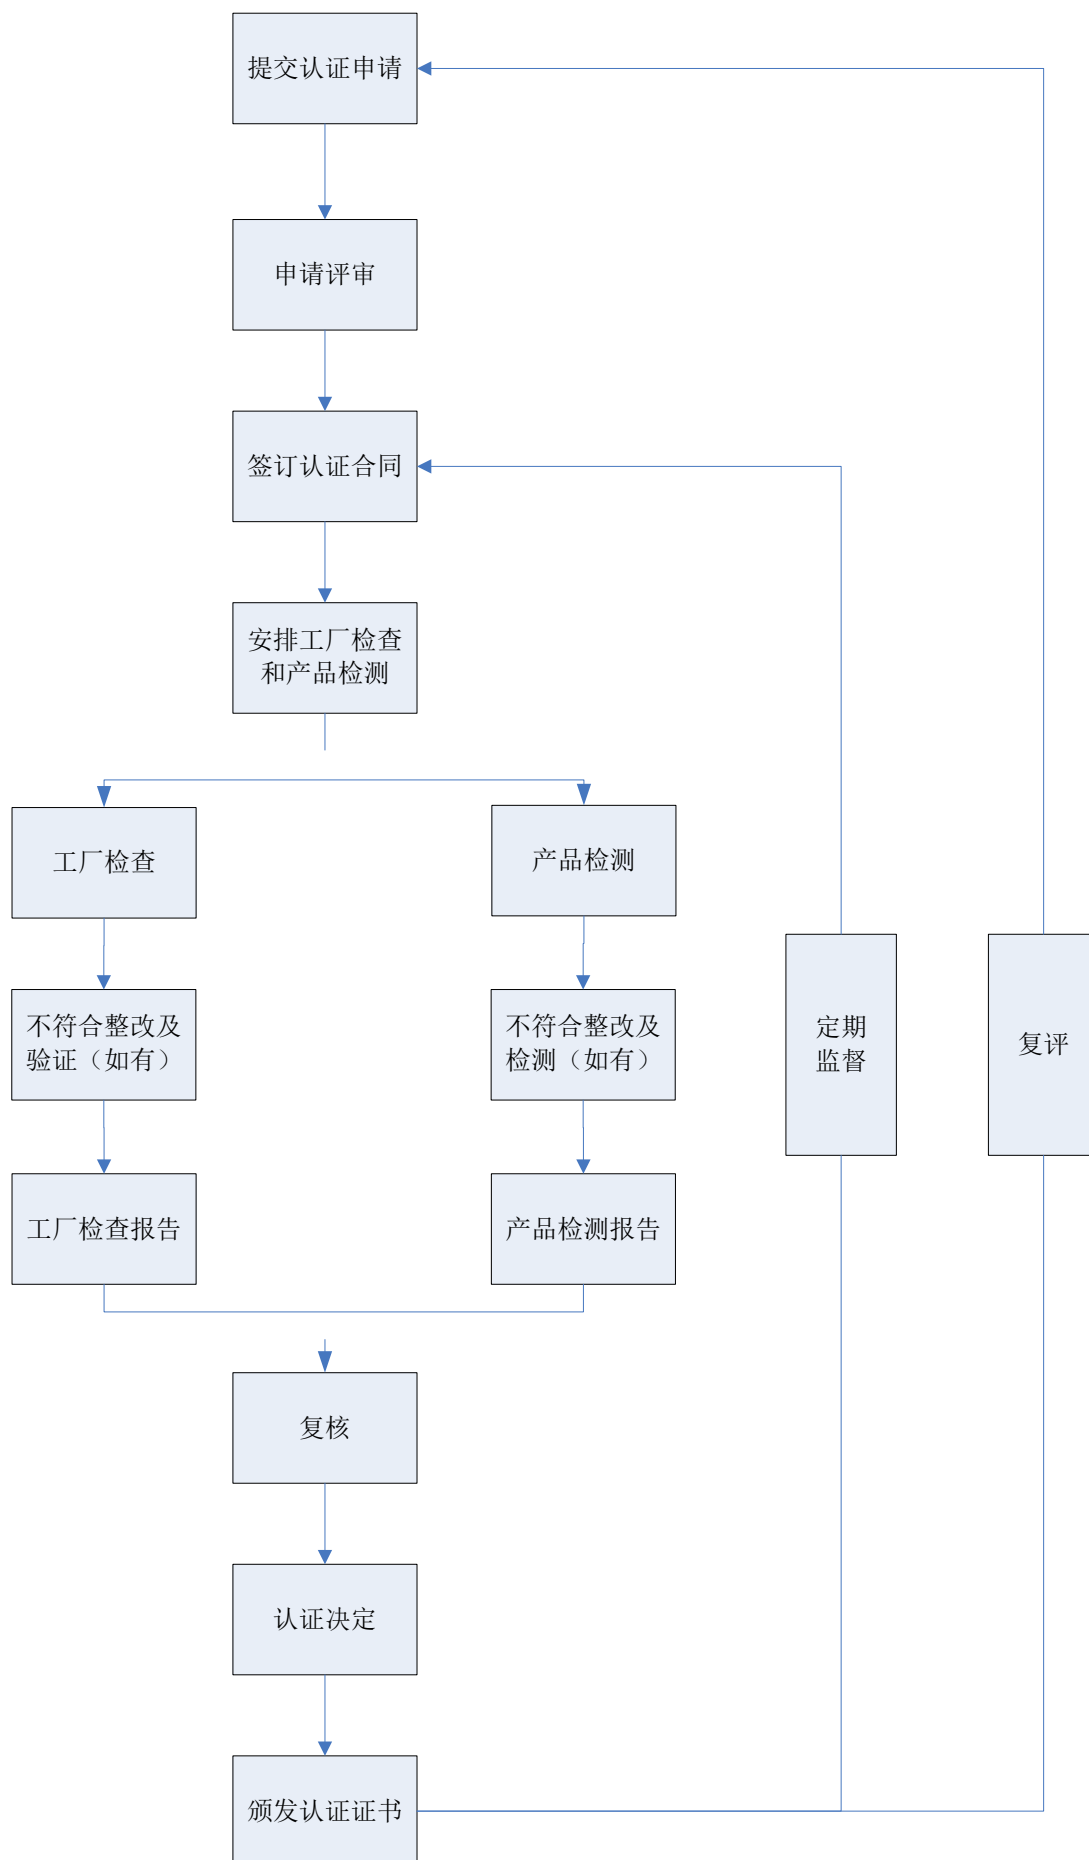 提交认证申请
申请评审
签订认证合同
安排工厂检查
和产品检测
工厂检查
产品检测
不符合整改及
验证（如有）
不符合整改及
检测（如有）
定期
监督
复评
工厂检查报告
产品检测报告
复核
认证决定
颁发认证证书